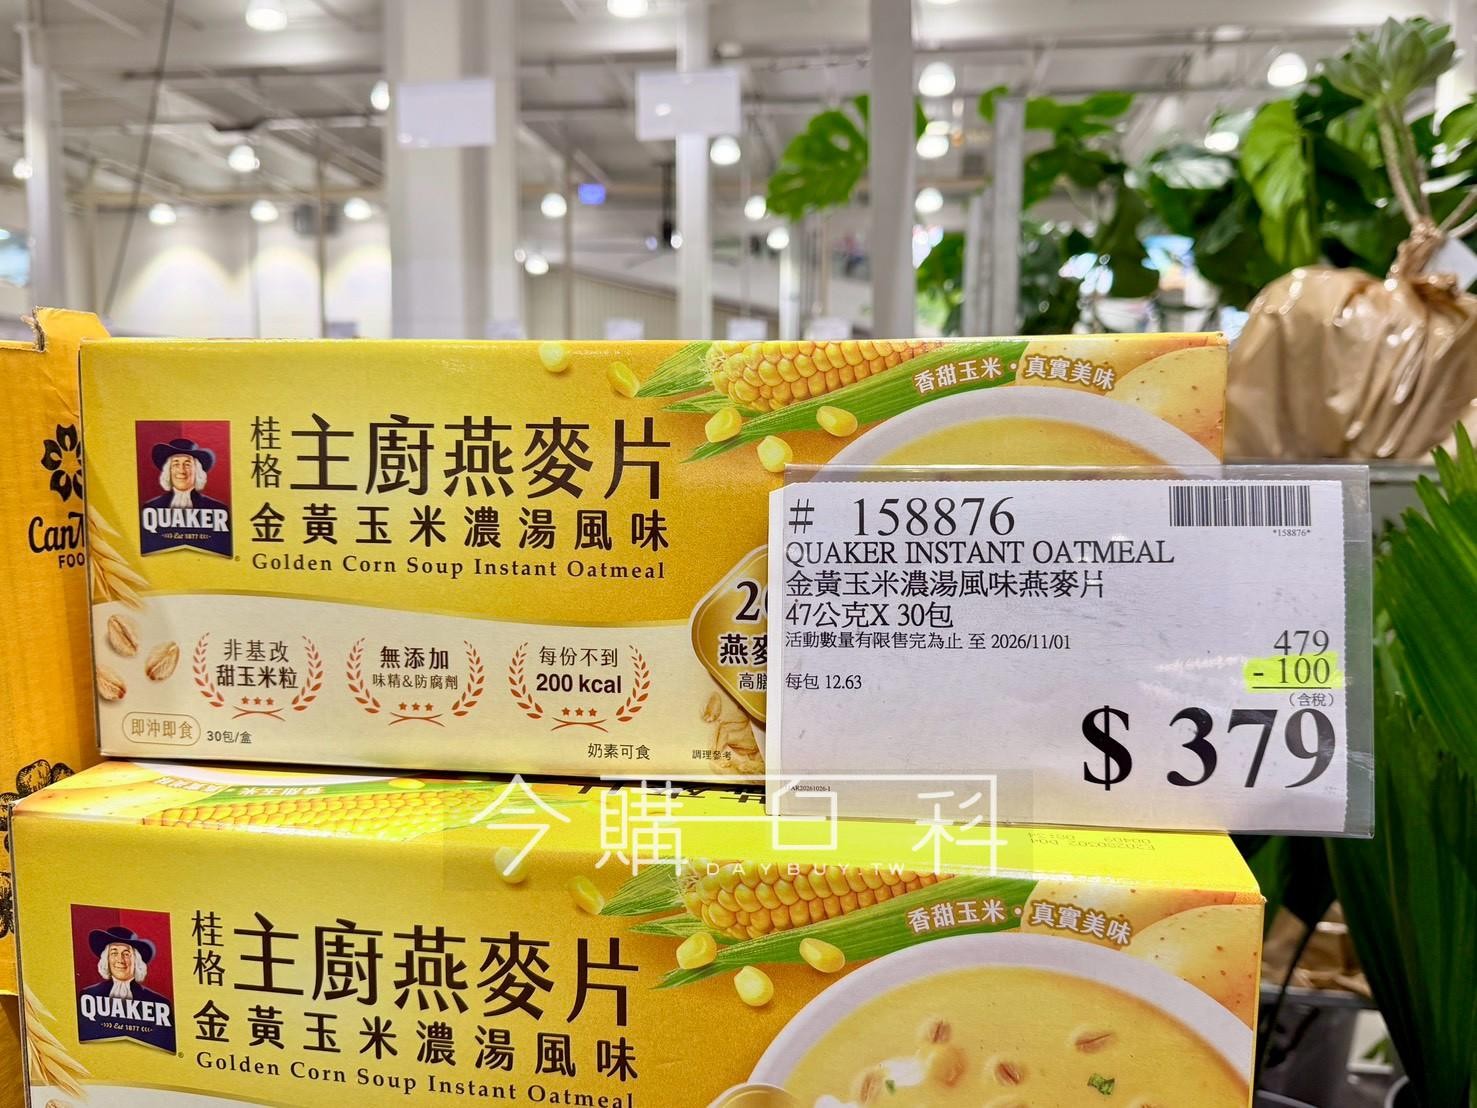 香甜玉米・真實美味
桂格
主廚燕麥片
QUAKER
Est 1877
金黃玉米濃湯風味
Golden Corn Soup Instant Oatmeal
非基改
甜玉米粒
無添加
味精&防腐劑
每份不到
200 kcal
即沖即食
30包/盒
奶素可食
調理參考
# 158876
*158876*
QUAKER INSTANT OATMEAL
金黃玉米濃湯風味燕麥片
47公克X 30包
活動數量有限售完為止 至 2026/11/01
479
- 100
(含稅)
每包 12.63
$ 379
今購百科
DAYBUY.TW
香甜玉米・真實美味
桂格
主廚燕麥片
QUAKER
Est 1877
金黃玉米濃湯風味
Golden Corn Soup Instant Oatmeal